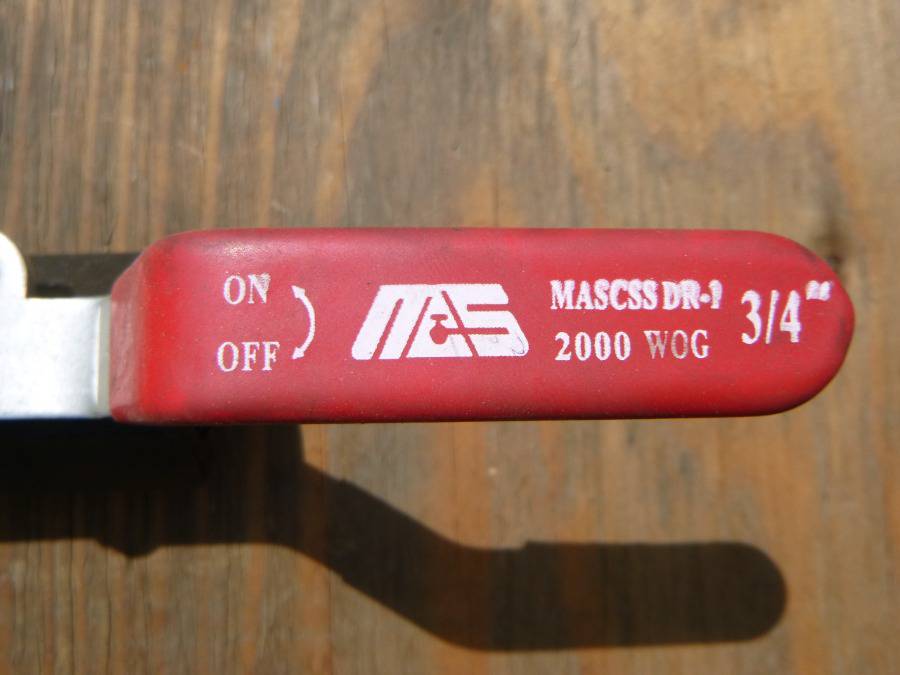 ON
OFF
MAS
MASCSS DR-1
2000 WOG
3/4"